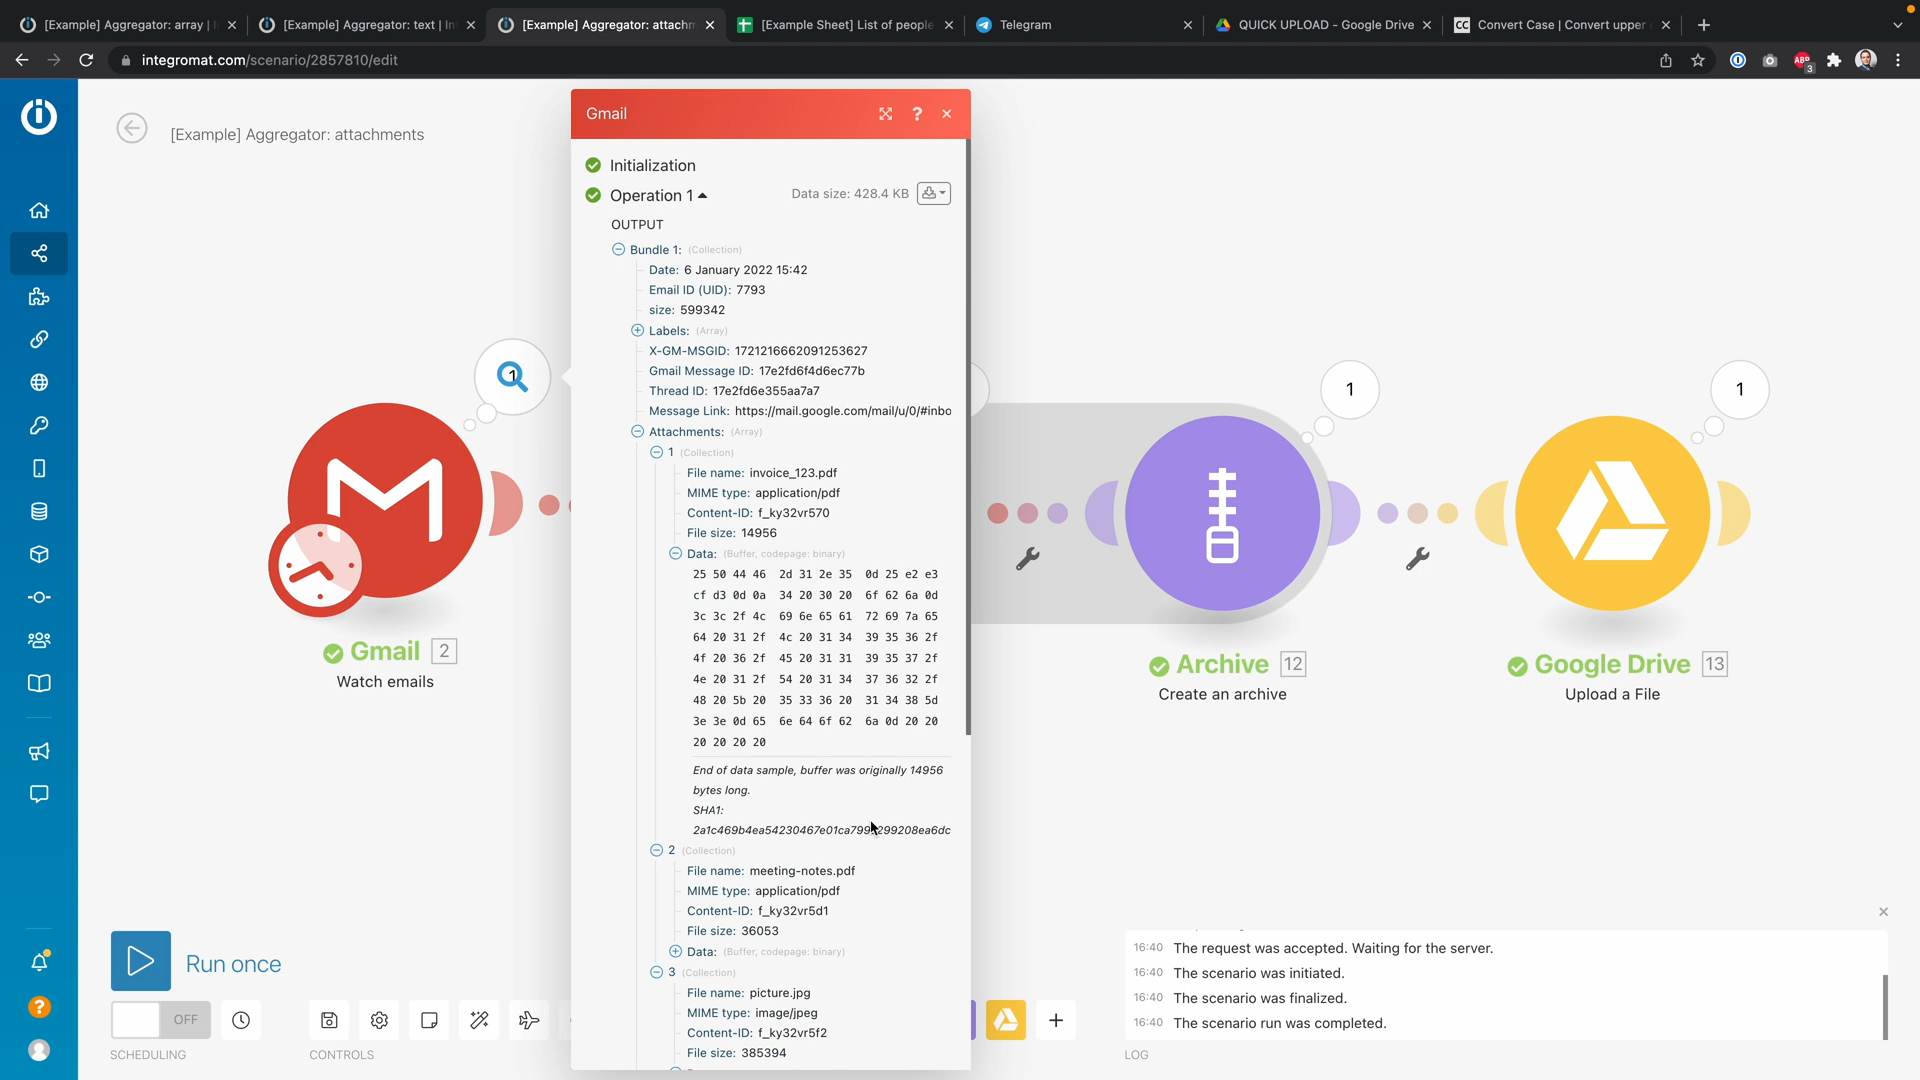 [Example] Aggregator: array | I
[Example] Aggregator: text | In
[Example] Aggregator: attachm
[Example Sheet] List of people
Telegram
QUICK UPLOAD - Google Drive
CC Convert Case | Convert upper
integromat.com/scenario/2857810/edit
ABP
3
[Example] Aggregator: attachments
Gmail
?
Initialization
Operation 1
Data size: 428.4 KB
OUTPUT
Bundle 1: (Collection)
Date: 6 January 2022 15:42
Email ID (UID): 7793
size: 599342
Labels: (Array)
X-GM-MSGID: 1721216662091253627
Gmail Message ID: 17e2fd6f4d6ec77b
Thread ID: 17e2fd6e355aa7a7
Message Link: https://mail.google.com/mail/u/0/#inbo
Attachments: (Array)
1 (Collection)
File name: invoice_123.pdf
MIME type: application/pdf
Content-ID: f_ky32vr570
File size: 14956
Data: (Buffer, codepage: binary)
25 50 44 46 2d 31 2e 35 0d 25 e2 e3
cf d3 0d 0a 34 20 30 20 6f 62 6a 0d
3c 3c 2f 4c 69 6e 65 61 72 69 7a 65
64 20 31 2f 4c 20 31 34 39 35 36 2f
4f 20 36 2f 45 20 31 31 39 35 37 2f
4e 20 31 2f 54 20 31 34 37 36 32 2f
48 20 5b 20 35 33 36 20 31 34 38 5d
3e 3e 0d 65 6e 64 6f 62 6a 0d 20 20
20 20 20 20
End of data sample, buffer was originally 14956
bytes long.
SHA1:
2 (Collection)
File name: meeting-notes.pdf
MIME type: application/pdf
Content-ID: f_ky32vr5d1
File size: 36053
Data: (Buffer, codepage: binary)
3 (Collection)
File name: picture.jpg
MIME type: image/jpeg
Content-ID: f_ky32vr5f2
File size: 385394
1
1
1
Gmail 2
Watch emails
Archive 12
Create an archive
Google Drive 13
Upload a File
Run once
OFF
SCHEDULING
CONTROLS
16:40 The request was accepted. Waiting for the server.
16:40 The scenario was initiated.
16:40 The scenario was finalized.
16:40 The scenario run was completed.
LOG
?